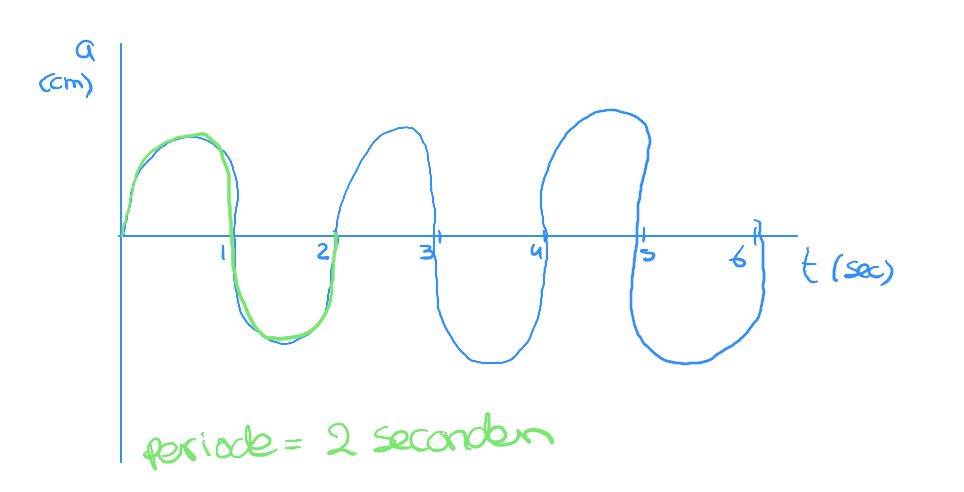 a
(cm)
1 2 3 4 5 6
t (sec)
periode = 2 seconden